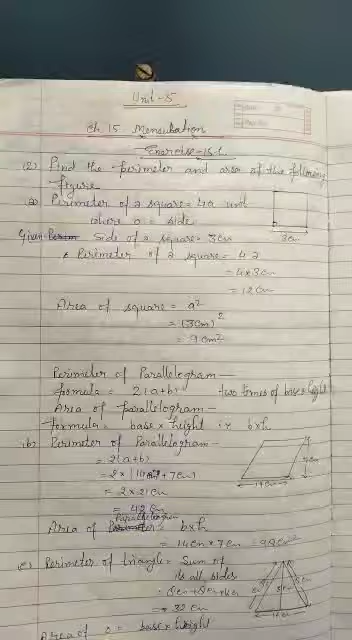 Unit - 5
Ch. 15 Mensuration
Exercise - 15.1
Find the perimeter and area of the following
figure
(a) Perimeter of a square = 4a unit
where a = side
3cm
Given Side of a square = 3cm
Perimeter of a square = 4a
= 4 x 3cm
= 12cm
Area of square = a²
= (3cm)²
= 9cm²
Perimeter of Parallelogram -
formula = 2(a+b) two times of base x height
Area of parallelogram -
formula = base x height b x h
(b) Perimeter of Parallelogram -
= 2(a+b)
= 2 x (14cm + 7cm)
= 2 x 21cm
= 42cm
14cm
Parallelogram
Area of = b x h
= 14cm x 7cm = 98cm²
(c) Perimeter of triangle = Sum of
its all sides
= 32cm
Area of = base x height